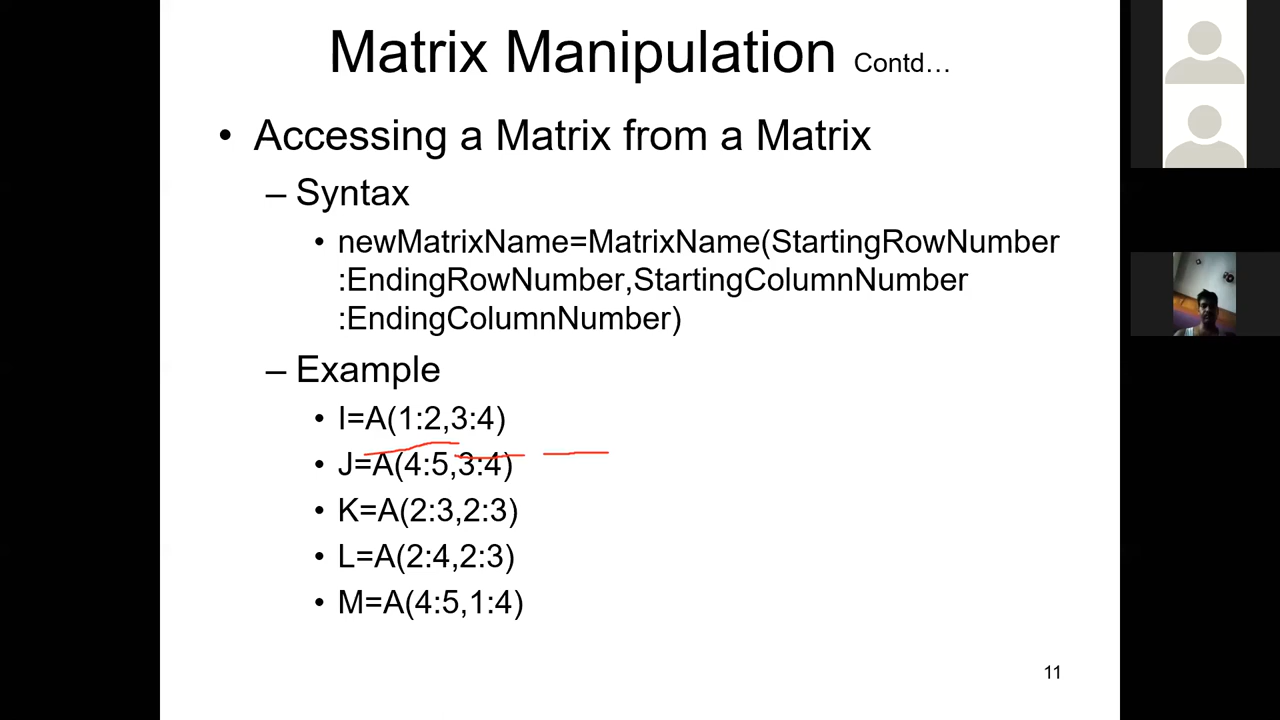 Matrix Manipulation Contd…
• Accessing a Matrix from a Matrix
– Syntax
• newMatrixName=MatrixName(StartingRowNumber
:EndingRowNumber,StartingColumnNumber
:EndingColumnNumber)
– Example
• I=A(1:2,3:4)
• J=A(4:5,3:4)
• K=A(2:3,2:3)
• L=A(2:4,2:3)
• M=A(4:5,1:4)
11